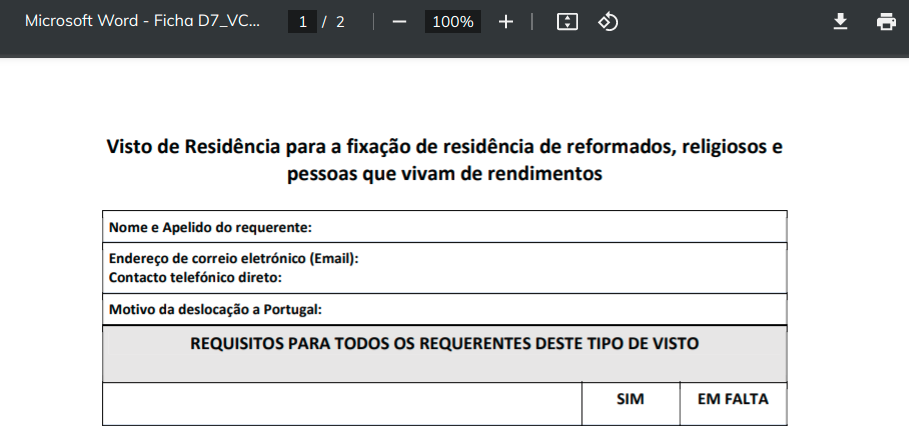 Microsoft Word - Ficha D7_VC... 1 / 2 100%
Visto de Residência para a fixação de residência de reformados, religiosos e
pessoas que vivam de rendimentos
Nome e Apelido do requerente:
Endereço de correio eletrónico (Email):
Contacto telefónico direto:
Motivo da deslocação a Portugal:
REQUISITOS PARA TODOS OS REQUERENTES DESTE TIPO DE VISTO
SIM EM FALTA